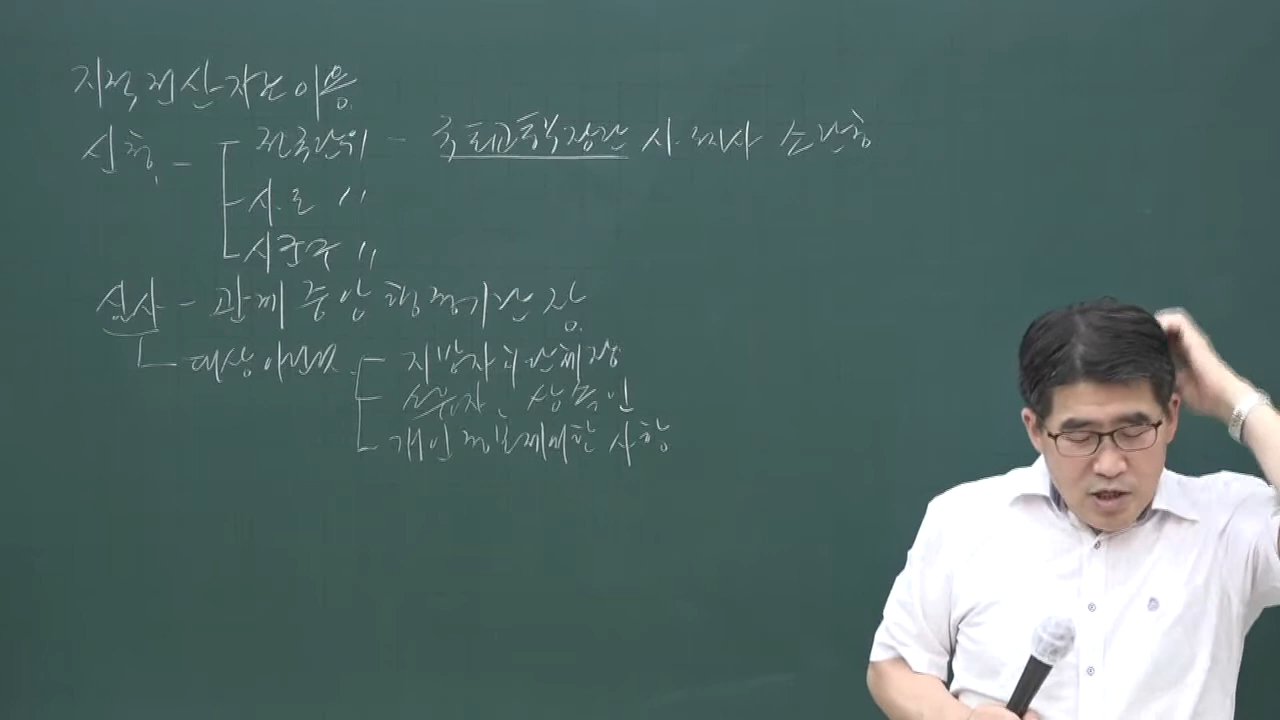 지적전산자료이용
신청 - 전국단위 - 국토교통부장관 시·도지사 소관청
시·도 〃
시군구 〃
심사 - 관계중앙행정기관장
대상아닌것 지방자치단체장
소유자, 상속인
개인정보제외한 사항